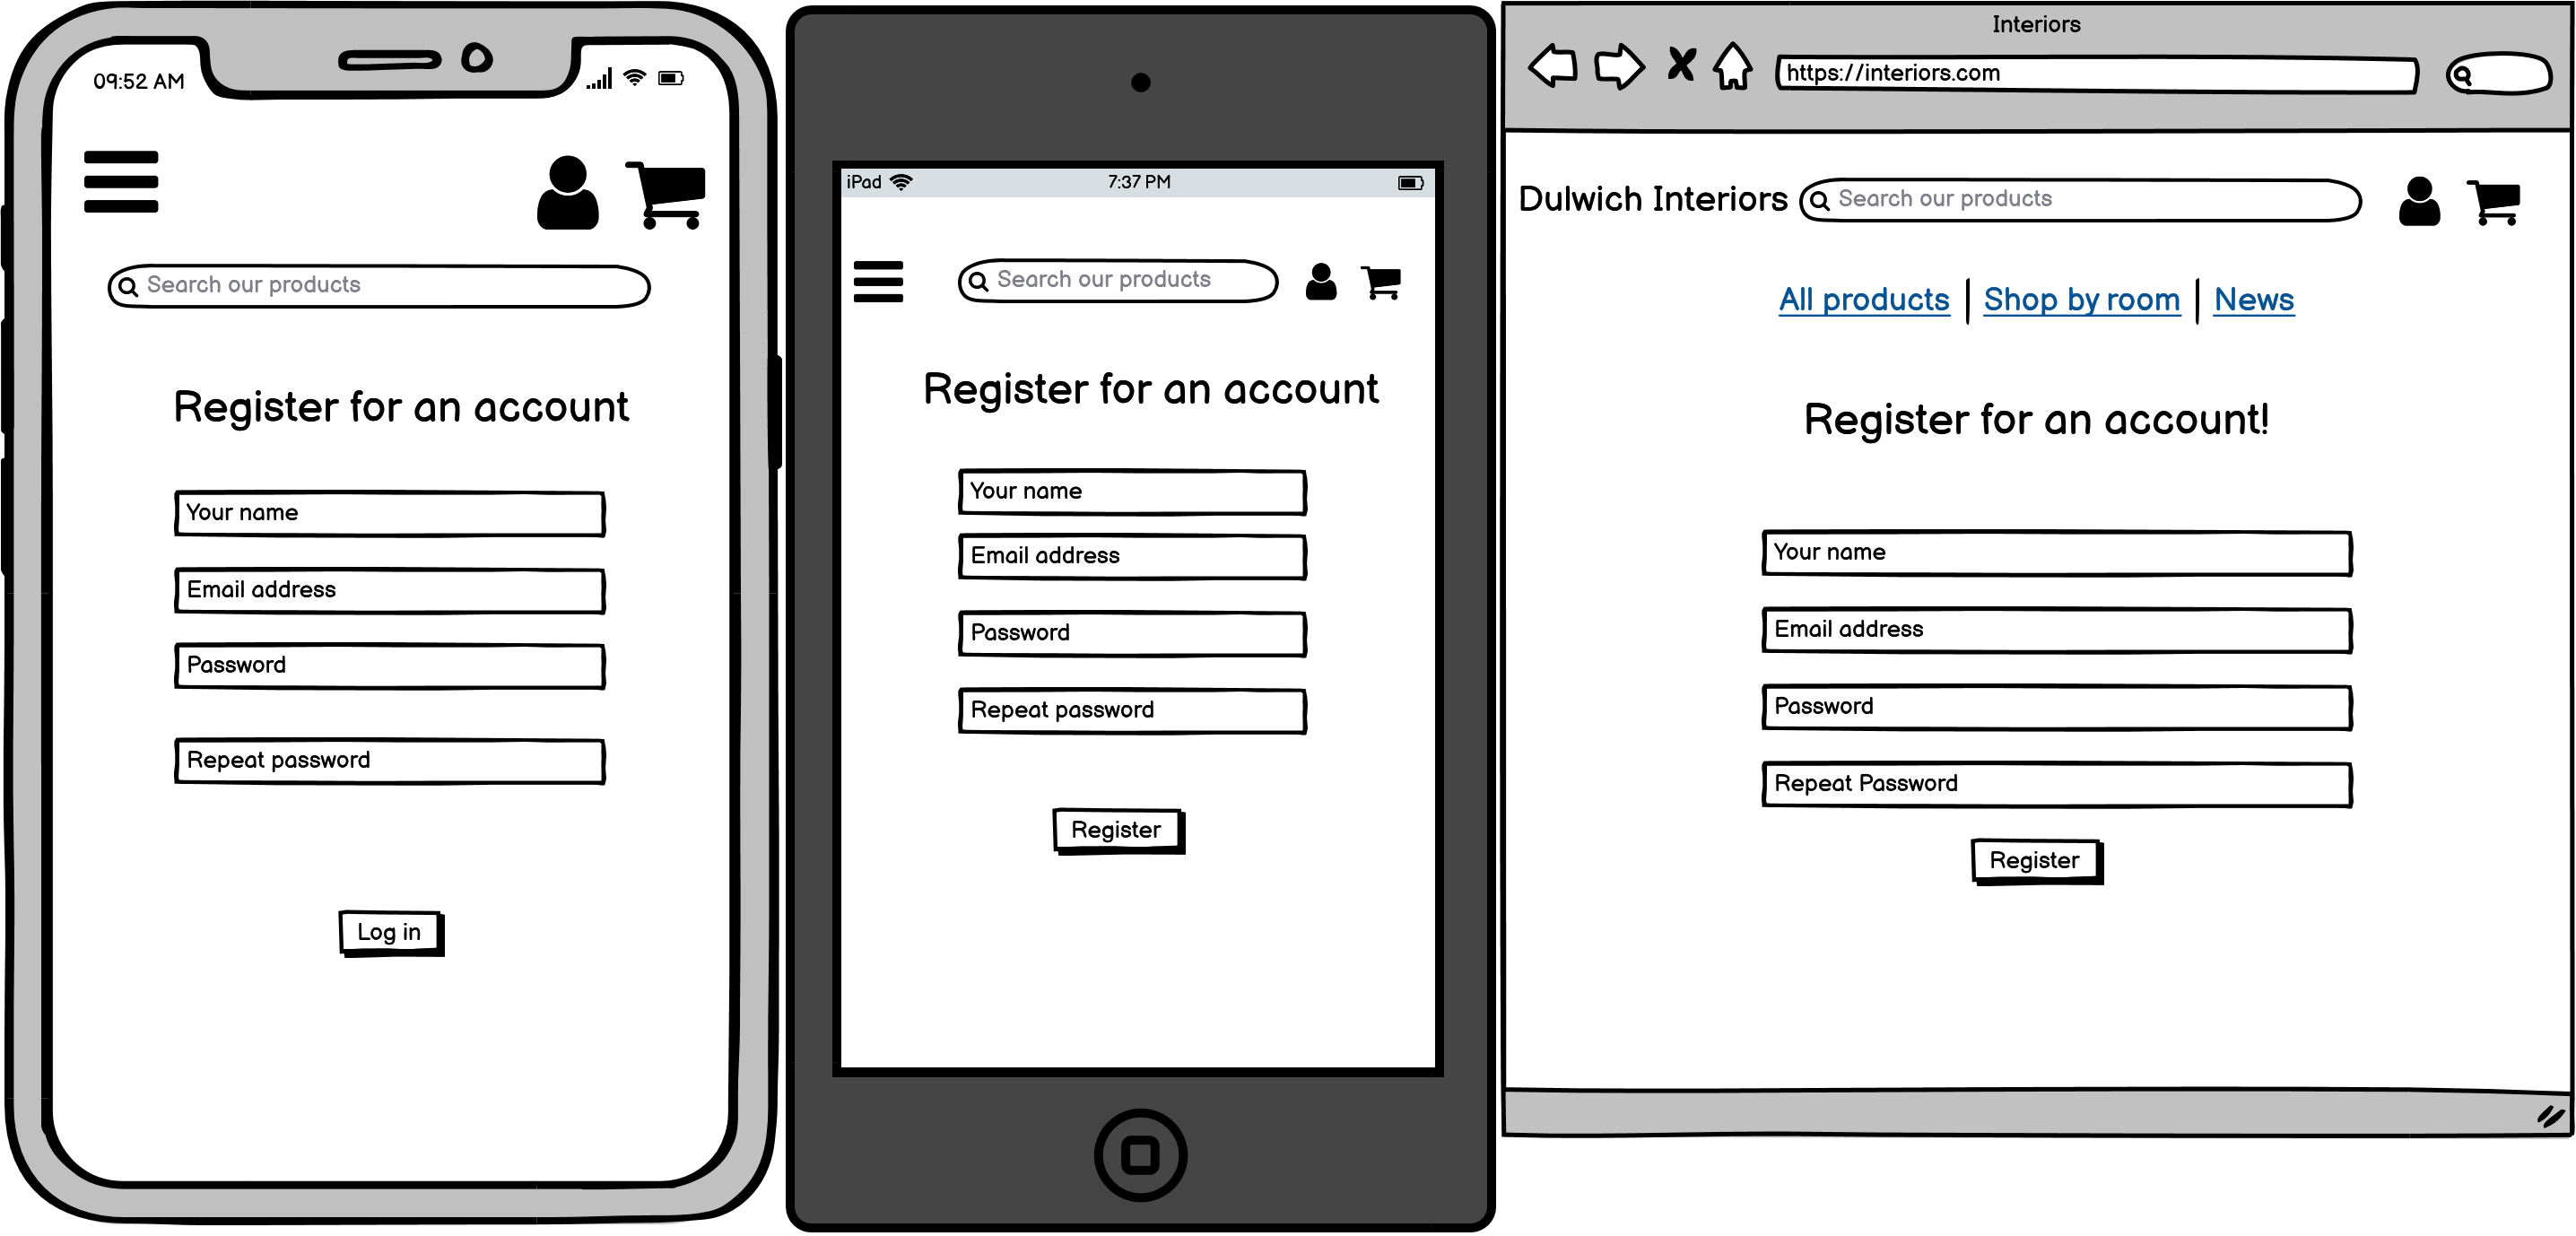 09:52 AM
Search our products
Register for an account
Your name
Email address
Password
Repeat password
Log in
iPad
7:37 PM
Search our products
Register for an account
Your name
Email address
Password
Repeat password
Register
Interiors
https://interiors.com
Dulwich Interiors
Search our products
All products | Shop by room | News
Register for an account!
Your name
Email address
Password
Repeat Password
Register